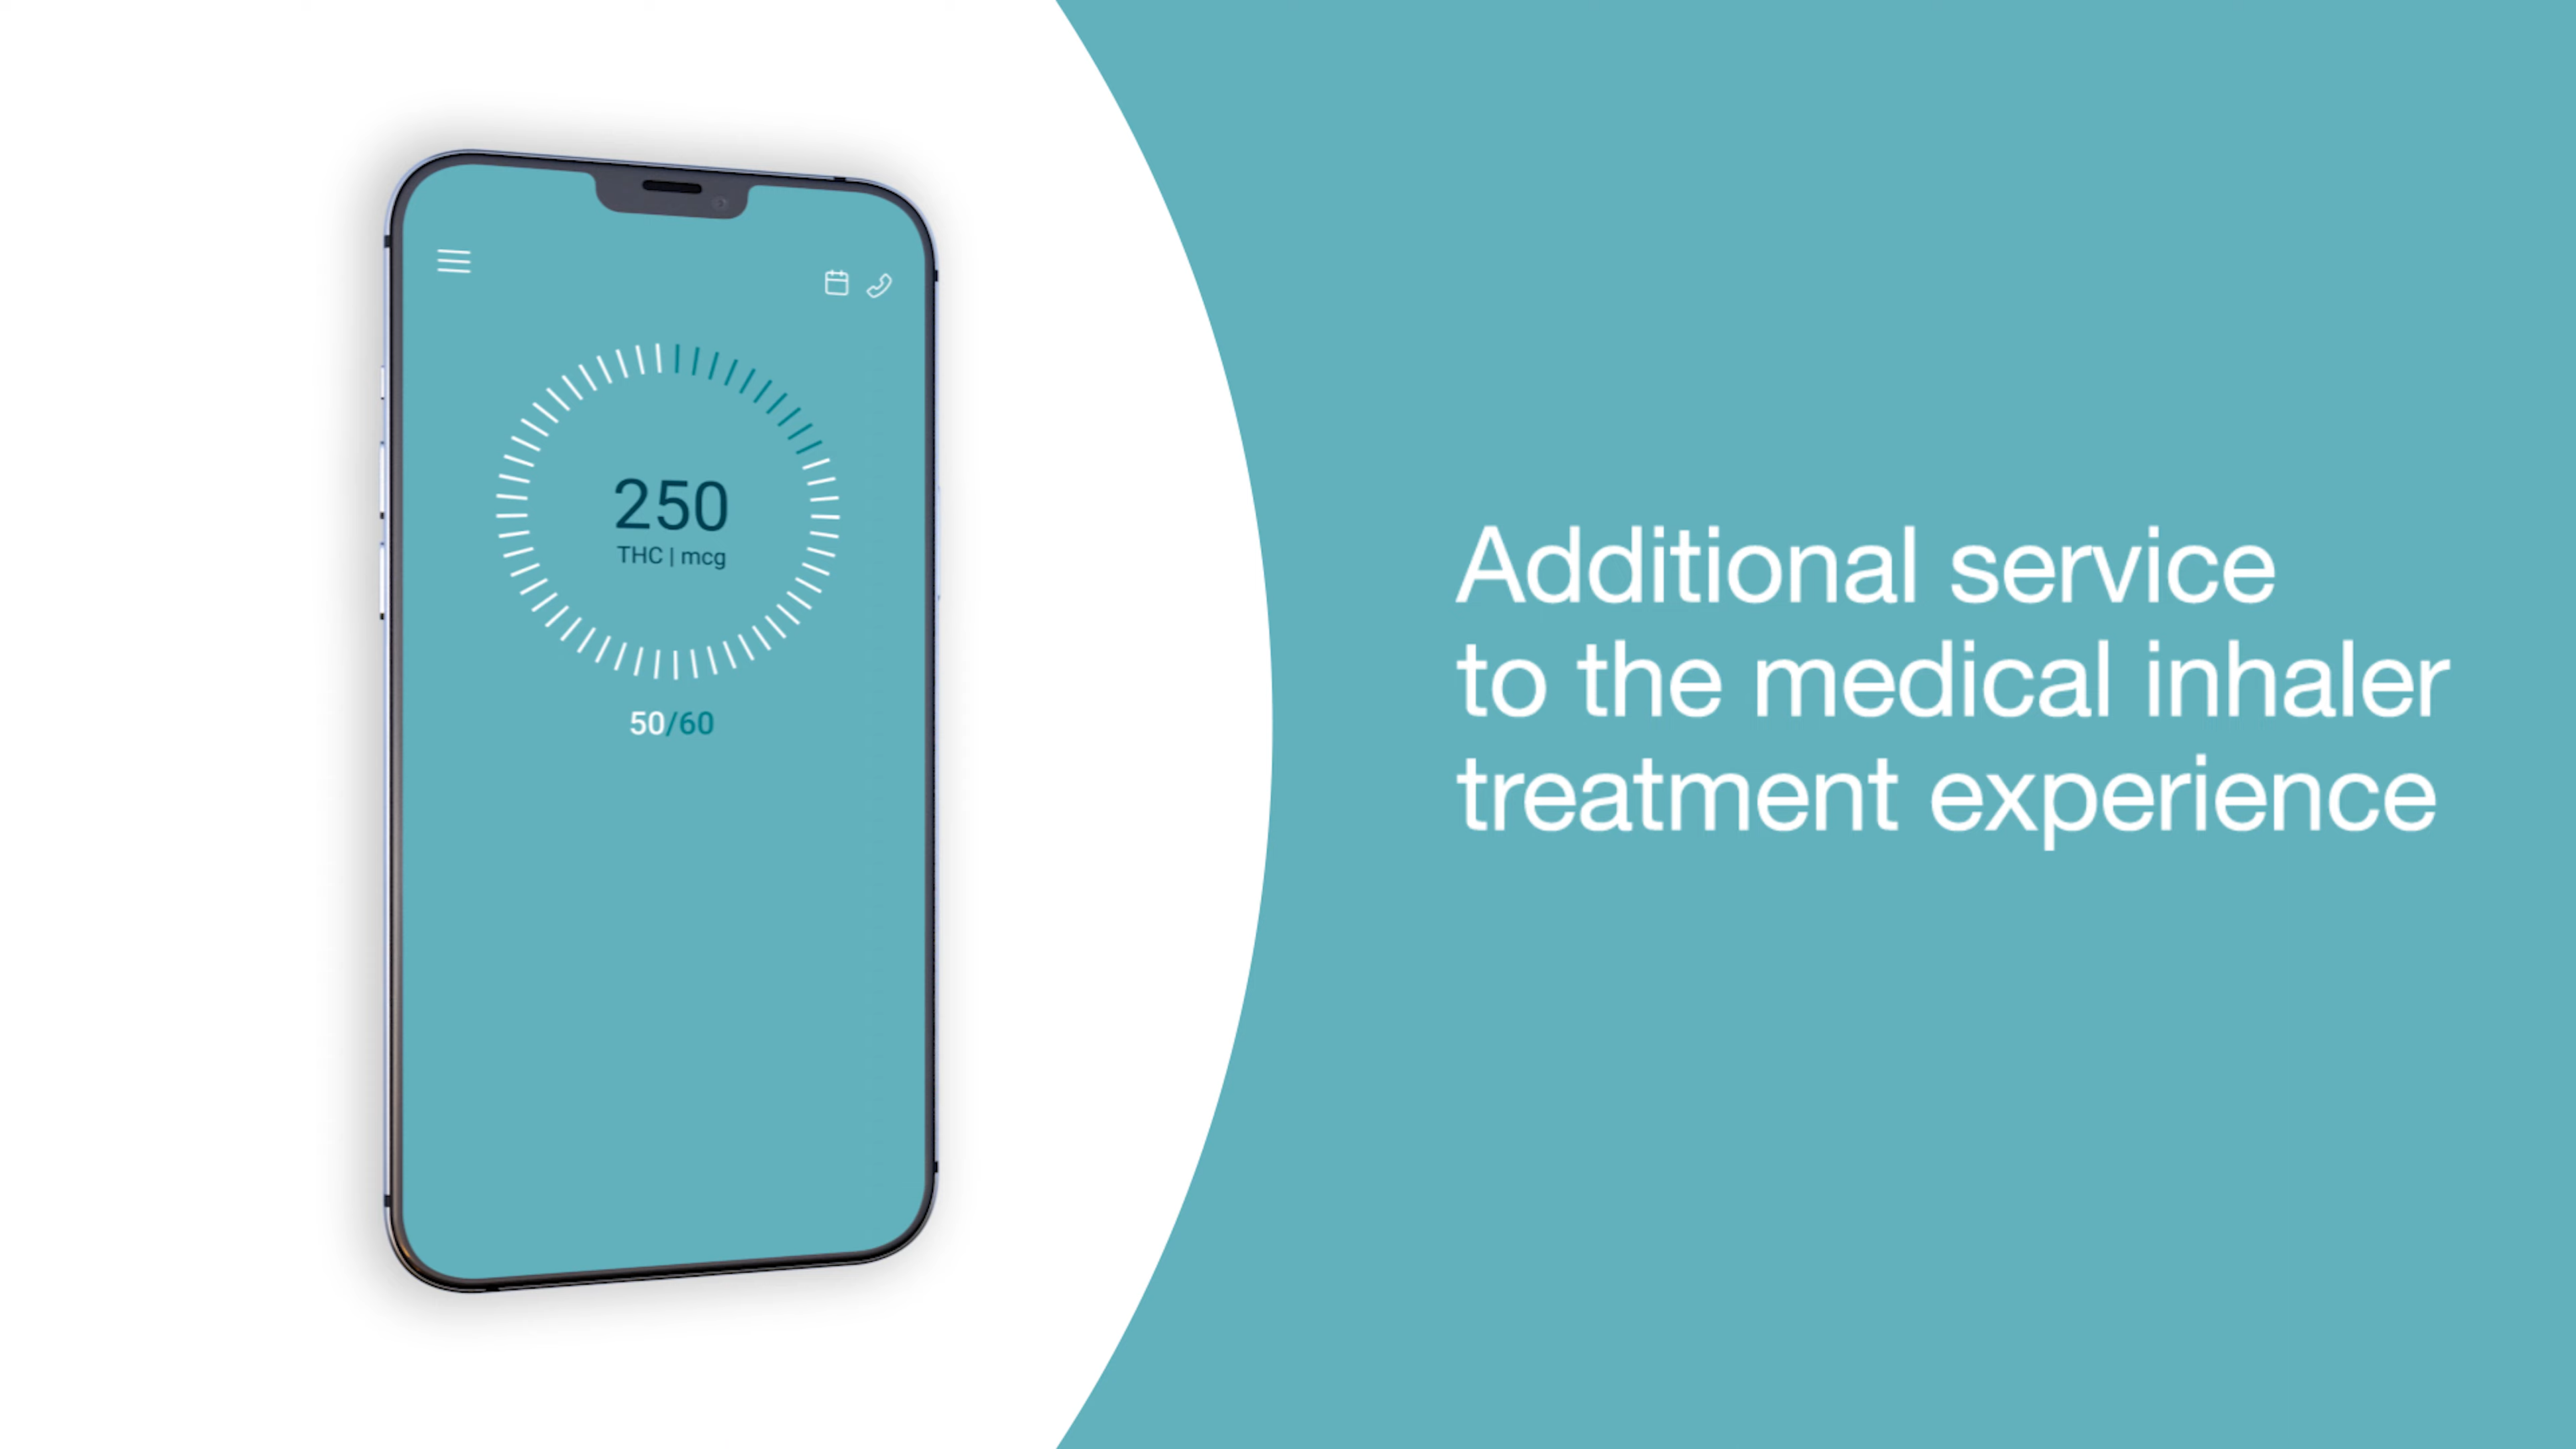 250
THC | mcg
50/60
Additional service
to the medical inhaler
treatment experience